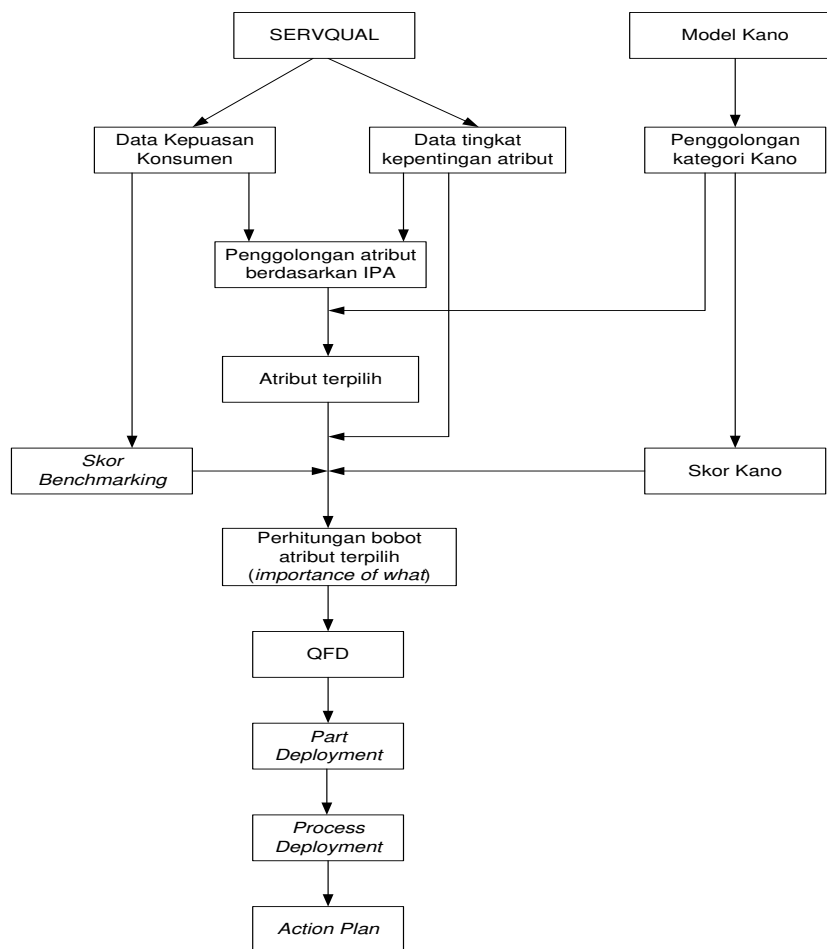 SERVQUAL
Model Kano
Data Kepuasan
Konsumen
Data tingkat
kepentingan atribut
Penggolongan
kategori Kano
Penggolongan atribut
berdasarkan IPA
Atribut terpilih
Skor
Benchmarking
Skor Kano
Perhitungan bobot
atribut terpilih
(importance of what)
QFD
Part
Deployment
Process
Deployment
Action Plan